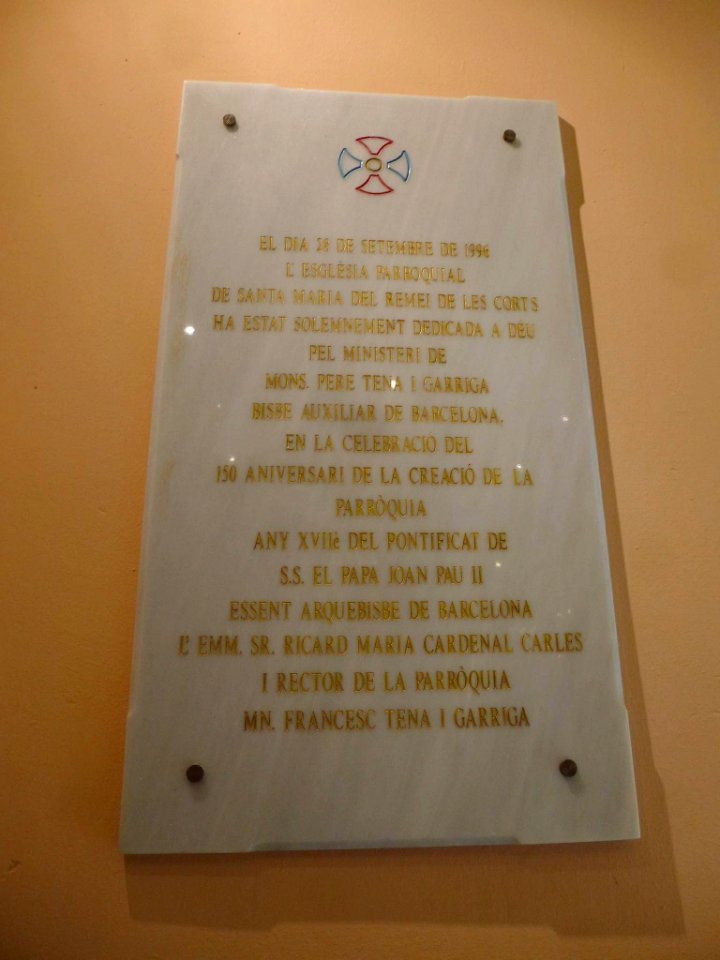 EL DIA 28 DE SETEMBRE DE 1996
L' ESGLÉSIA PARROQUIAL
DE SANTA MARIA DEL REMEI DE LES CORTS
HA ESTAT SOLEMNEMENT DEDICADA A DÉU
PEL MINISTERI DE
MONS. PERE TENA I GARRIGA
BISBE AUXILIAR DE BARCELONA,
EN LA CELEBRACIÓ DEL
150 ANIVERSARI DE LA CREACIÓ DE LA
PARRÒQUIA
ANY XVIIè DEL PONTIFICAT DE
S.S. EL PAPA JOAN PAU II
ESSENT ARQUEBISBE DE BARCELONA
L' EMM. SR. RICARD MARIA CARDENAL CARLES
I RECTOR DE LA PARRÒQUIA
MN. FRANCESC TENA I GARRIGA